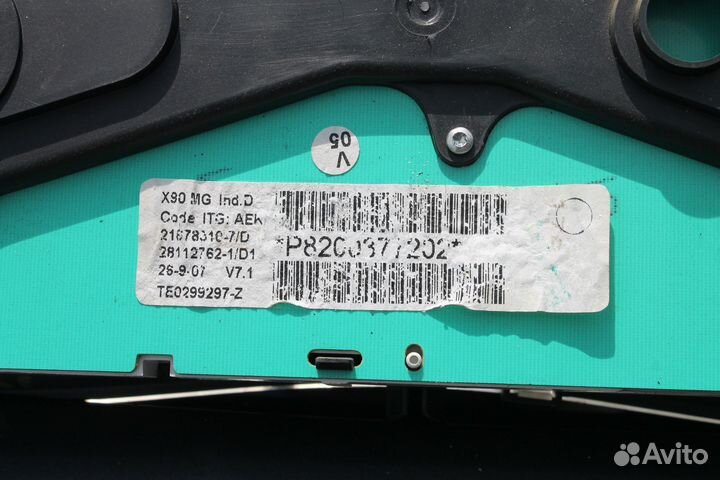 V
05
X90 MG Ind.D
Code ITG: AEK
21678310-7/D
28112762-1/D1
26-9-07 V7.1
TE0299297-Z
*P8200377202*
Avito